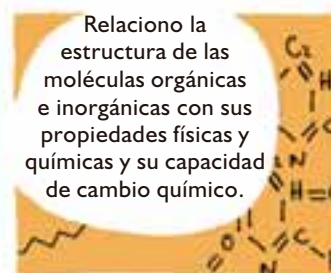 Relaciono la
estructura de las
moléculas orgánicas
e inorgánicas con sus
propiedades físicas y
químicas y su capacidad
de cambio químico.